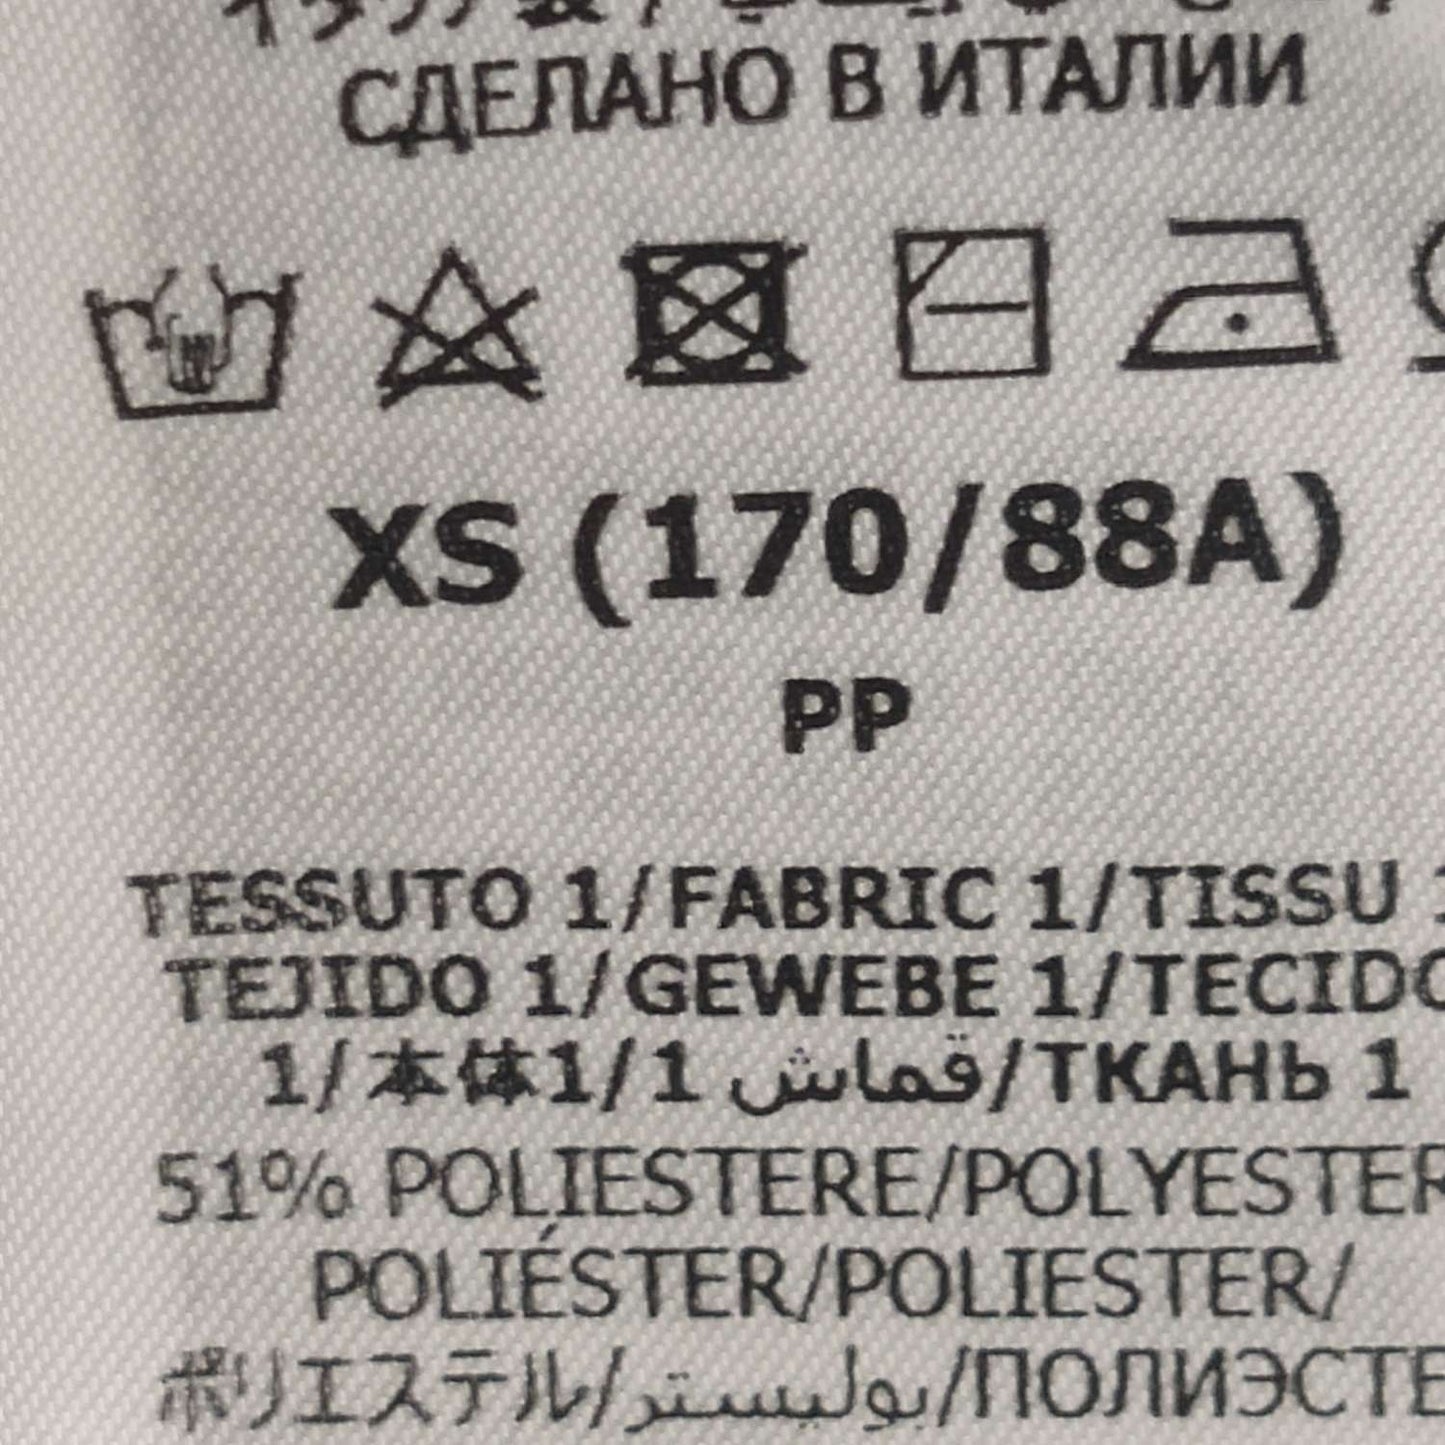 СДЕЛАНО В ИТАЛИИ
XS (170/88A)
PP
TESSUTO 1/FABRIC 1/TISSU
TEJIDO 1/GEWEBE 1/TECIDO
1/本体1/1 قماش/ТКАНЬ 1
51% POLIESTERE/POLYESTER
POLIÉSTER/POLIESTER/
ポリエステル/بوليستر/ПОЛИЭСТЕ